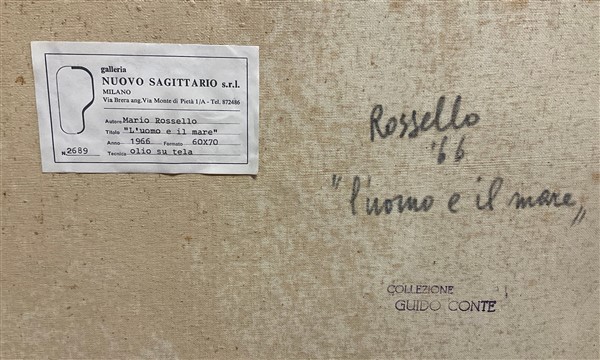 galleria
NUOVO SAGITTARIO s.r.l.
MILANO
Via Brera ang. Via Monte di Pietà 1/A - Tel. 872486
Autore Mario Rossello
Titolo "L'uomo e il mare"
Anno 1966 Formato 60X70
N. 2689 Tecnica olio su tela
Rossello
'66
"l'uomo e il mare"
COLLEZIONE
GUIDO CONTE